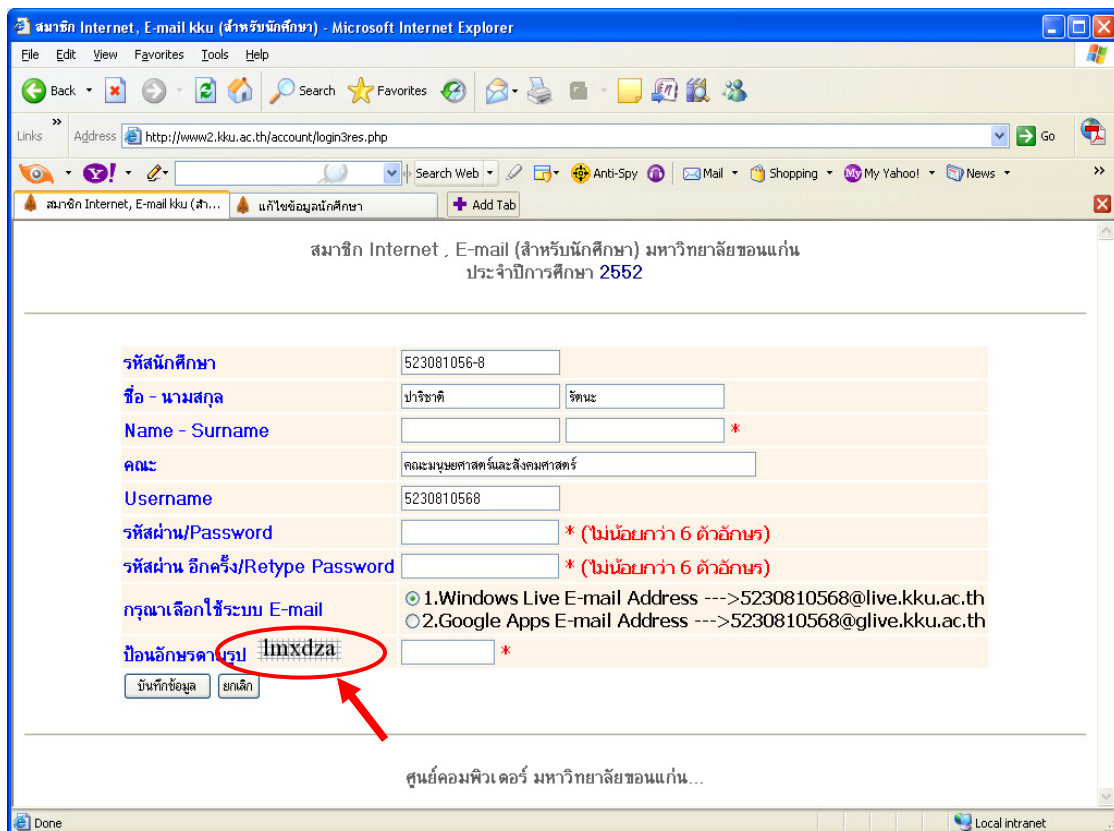 สมาชิก Internet, E-mail kku (สำหรับนักศึกษา) - Microsoft Internet Explorer
File Edit View Favorites Tools Help
Back Search Favorites
Links » Address http://www2.kku.ac.th/account/login3res.php Go
Y! Search Web Anti-Spy Mail Shopping My My Yahoo! News »
สมาชิก Internet, E-mail kku (สำ... แก้ไขข้อมูลนักศึกษา Add Tab
สมาชิก Internet , E-mail (สำหรับนักศึกษา) มหาวิทยาลัยขอนแก่น
ประจำปีการศึกษา 2552
รหัสนักศึกษา 523081056-8
ชื่อ - นามสกุล ปาริชาติ รัตนะ
Name - Surname *
คณะ คณะมนุษยศาสตร์และสังคมศาสตร์
Username 5230810568
รหัสผ่าน/Password * (ไม่น้อยกว่า 6 ตัวอักษร)
รหัสผ่าน อีกครั้ง/Retype Password * (ไม่น้อยกว่า 6 ตัวอักษร)
กรุณาเลือกใช้ระบบ E-mail
1.Windows Live E-mail Address --->5230810568@live.kku.ac.th
2.Google Apps E-mail Address --->5230810568@glive.kku.ac.th
ป้อนอักษรตามรูป lmxdza *
บันทึกข้อมูล ยกเลิก
ศูนย์คอมพิวเตอร์ มหาวิทยาลัยขอนแก่น...
Done Local intranet